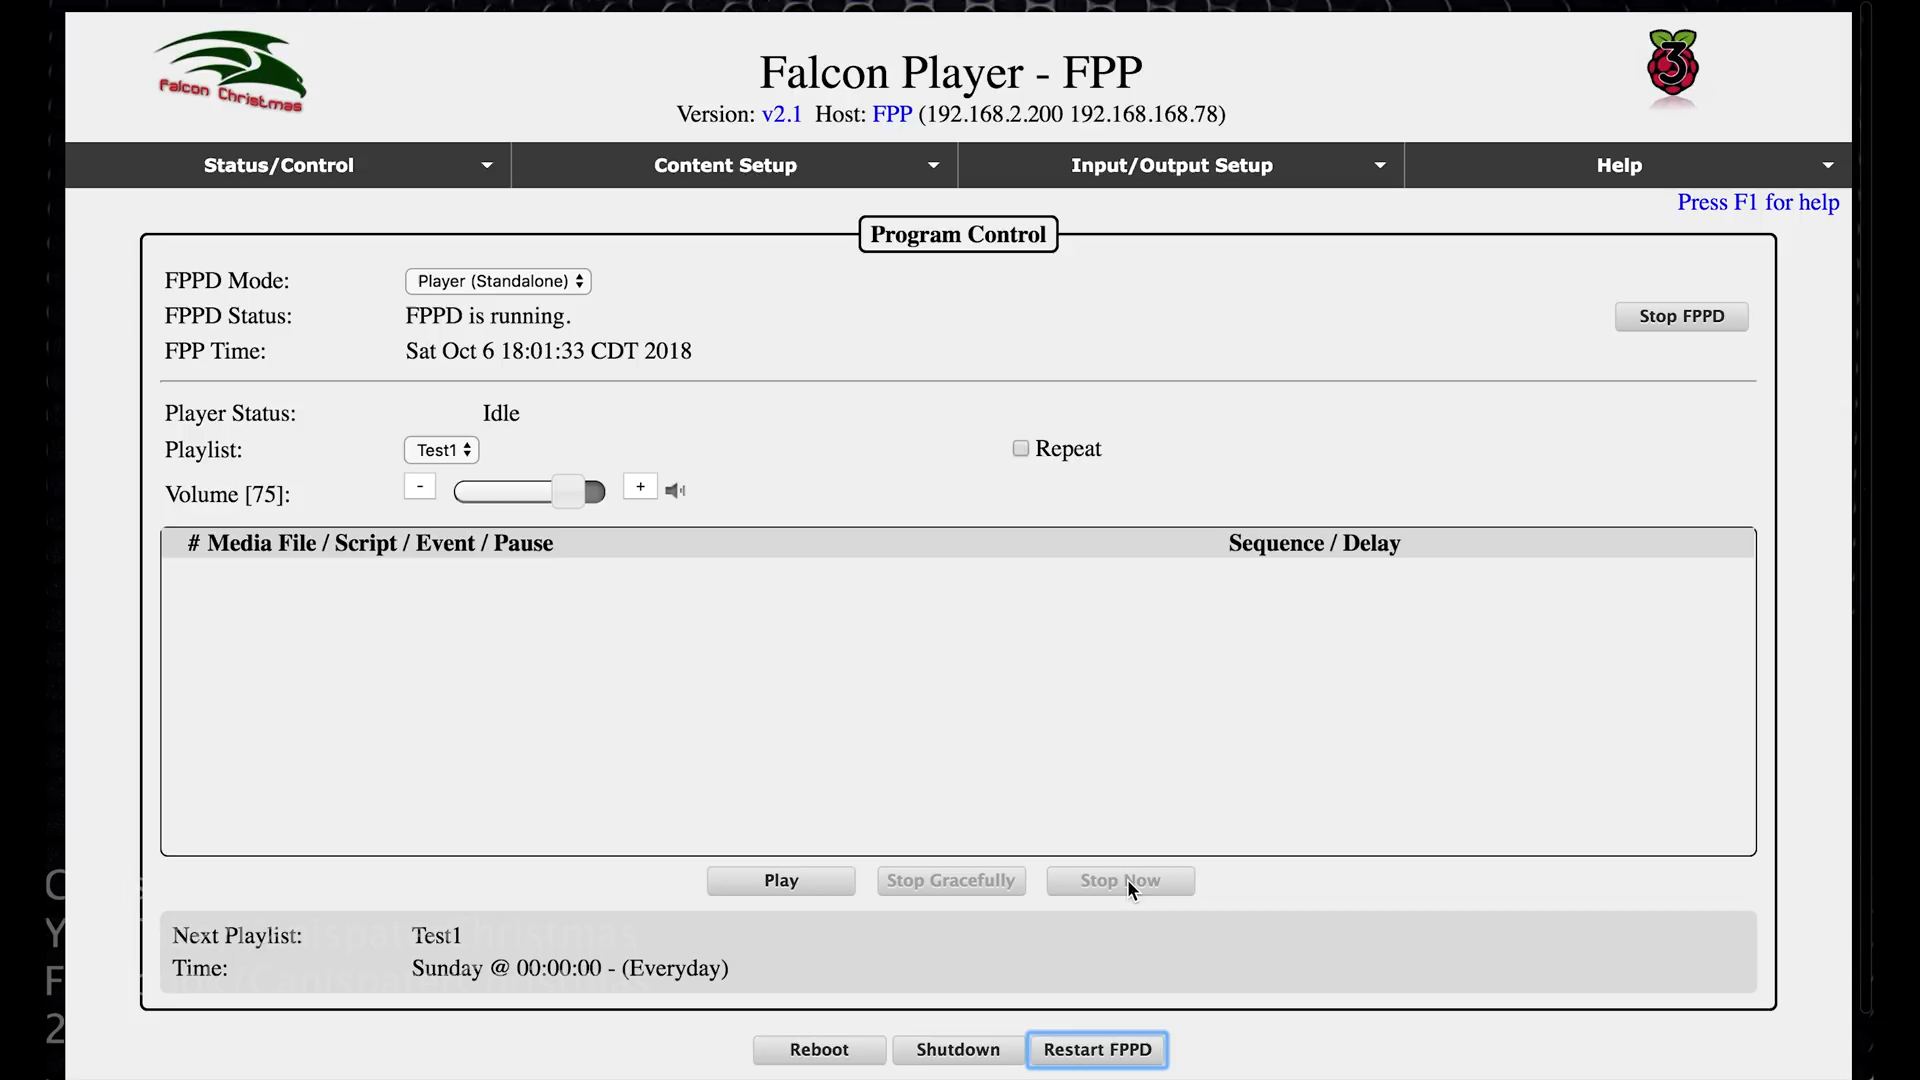 Falcon Christmas
Falcon Player - FPP
3
Version: v2.1 Host: FPP (192.168.2.200 192.168.168.78)
Status/Control
Content Setup
Input/Output Setup
Help
Press F1 for help
Program Control
FPPD Mode: Player (Standalone)
FPPD Status: FPPD is running.
Stop FPPD
FPP Time: Sat Oct 6 18:01:33 CDT 2018
Player Status: Idle
Playlist: Test1
Repeat
Volume [75]: - +
# Media File / Script / Event / Pause Sequence / Delay
Play
Stop Gracefully
Stop Now
Next Playlist: Test1
Time: Sunday @ 00:00:00 - (Everyday)
Reboot
Shutdown
Restart FPPD